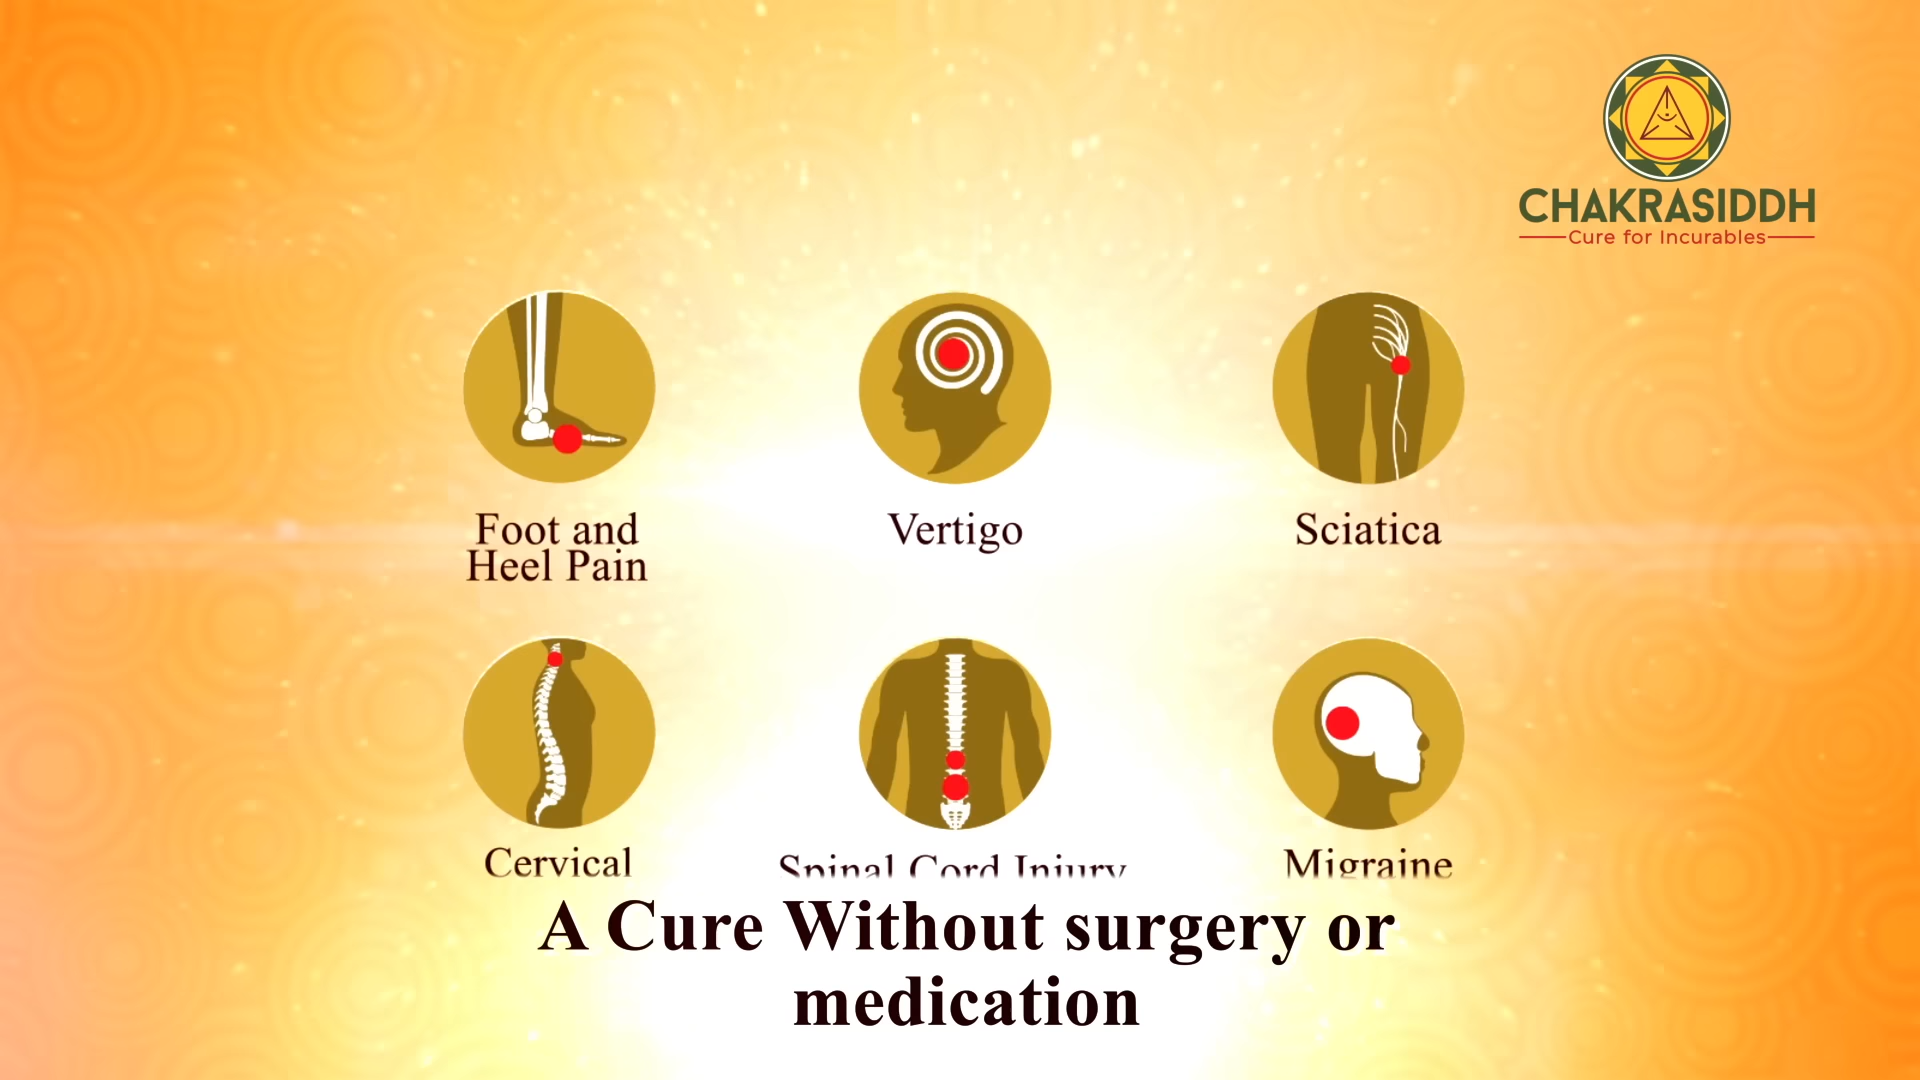 CHAKRASIDDH
Cure for Incurables
Foot and
Heel Pain
Vertigo
Sciatica
Cervical
Spinal Cord Injury
Migraine
A Cure Without surgery or
medication